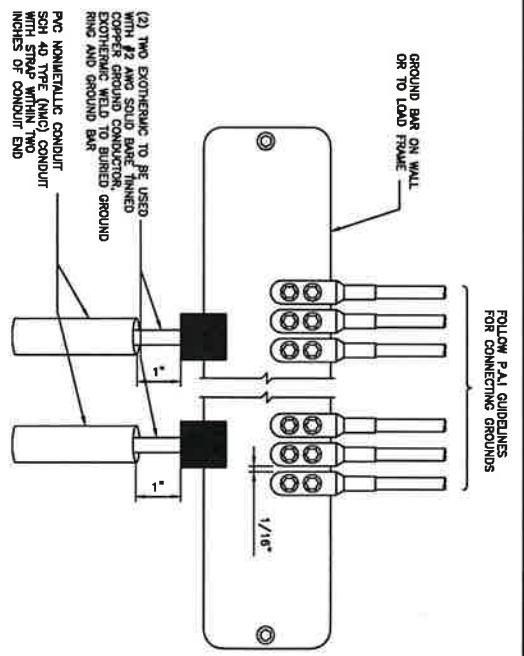 FOLLOW P.A.I GUIDELINES
FOR CONNECTING GROUNDS
GROUND BAR ON WALL
OR TO LOAD FRAME
1/16"
1"
1"
(2) TWO EXOTHERMIC TO BE USED
WITH #2 AWG SOLID BARE TINNED
COPPER GROUND CONDUCTOR,
EXOTHERMIC WELD TO BURIED GROUND
RING AND GROUND BAR
PVC NONMETALLIC CONDUIT
SCH 40 TYPE (NMC) CONDUIT
WITH STRAP WITHIN TWO
INCHES OF CONDUIT END